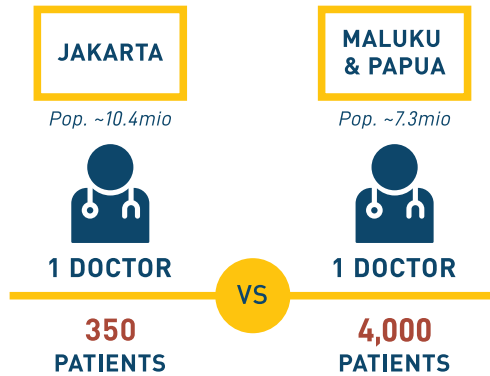 JAKARTA
Pop. ~10.4mio
1 DOCTOR
350
PATIENTS
VS
MALUKU
& PAPUA
Pop. ~7.3mio
1 DOCTOR
4,000
PATIENTS